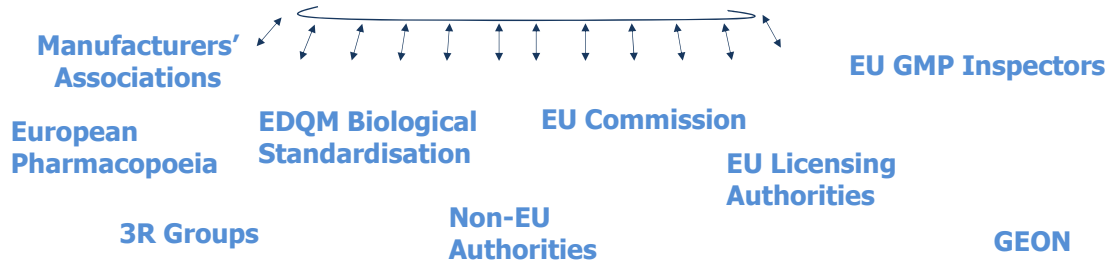 Manufacturers’
Associations
EU GMP Inspectors
European
Pharmacopoeia
EDQM Biological
Standardisation
EU Commission
EU Licensing
Authorities
3R Groups
Non-EU
Authorities
GEON